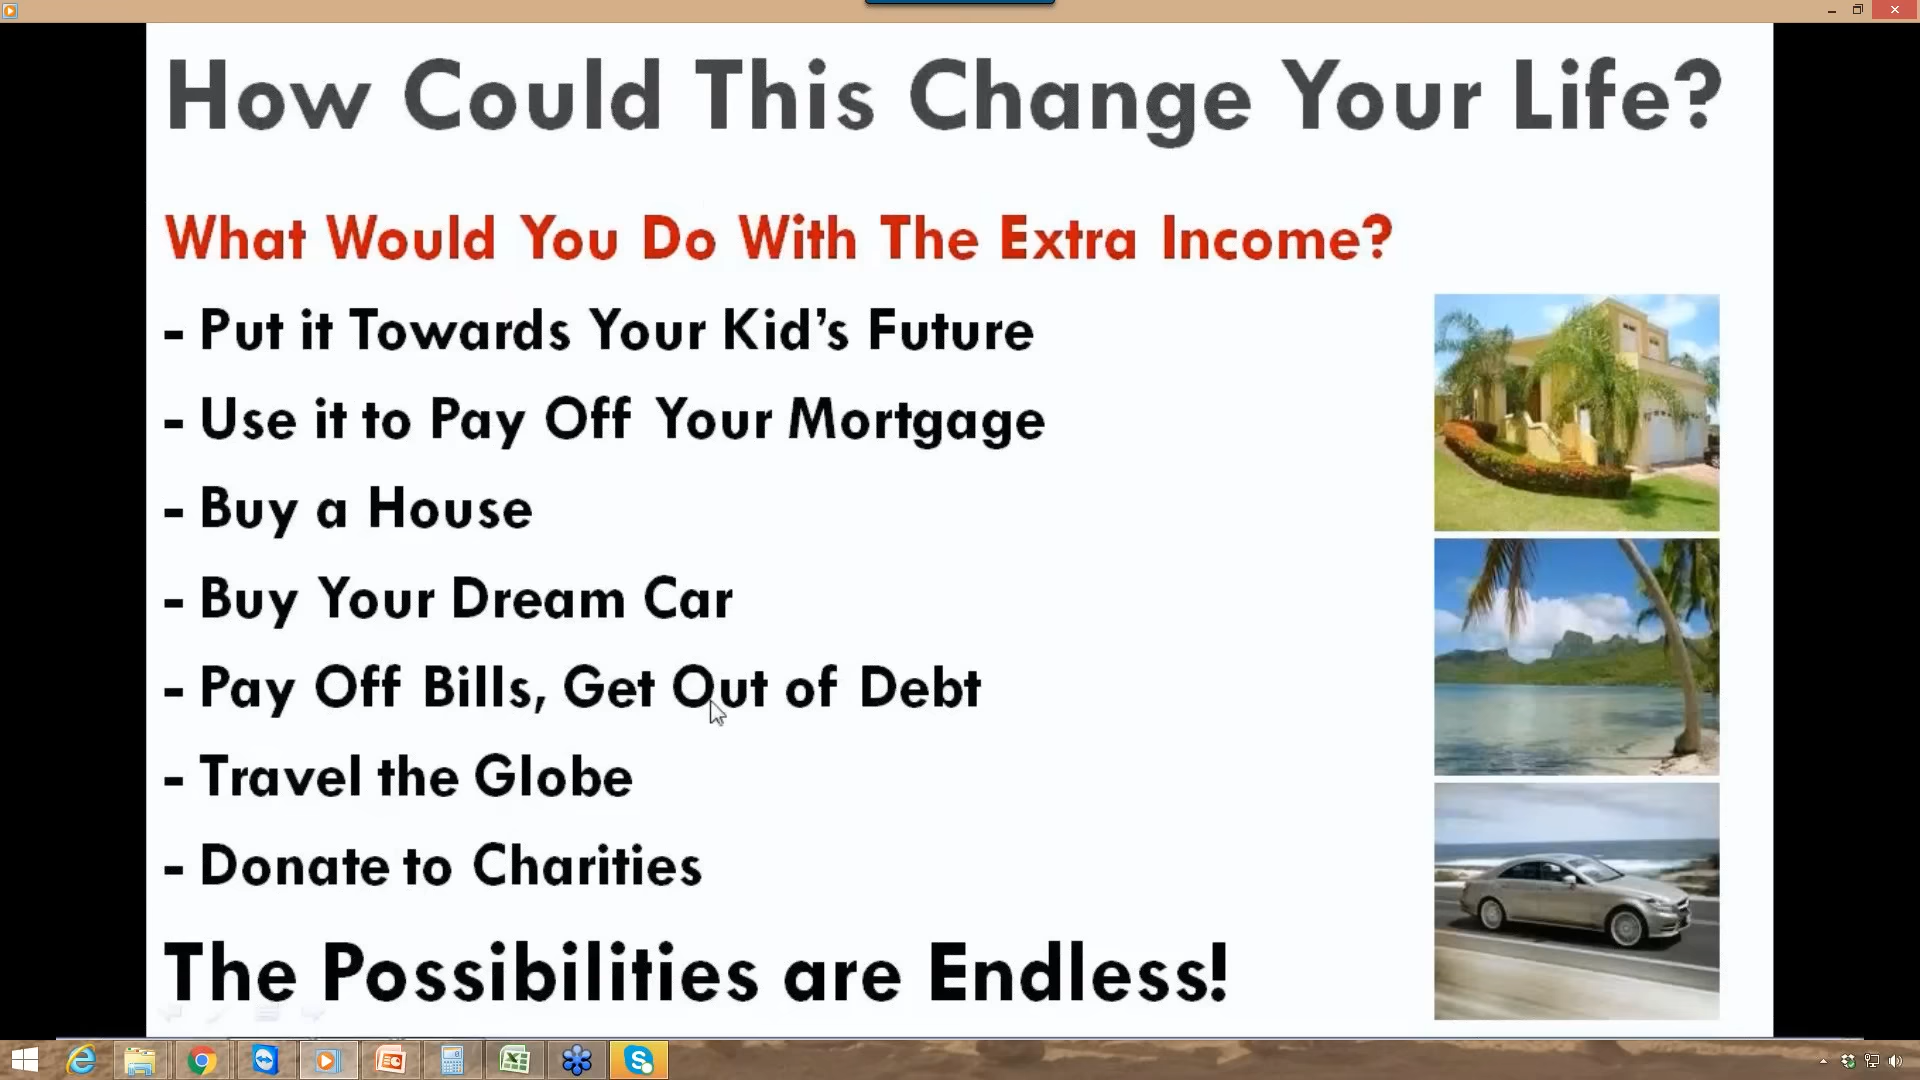 How Could This Change Your Life?
What Would You Do With The Extra Income?
- Put it Towards Your Kid’s Future
- Use it to Pay Off Your Mortgage
- Buy a House
- Buy Your Dream Car
- Pay Off Bills, Get Out of Debt
- Travel the Globe
- Donate to Charities
The Possibilities are Endless!